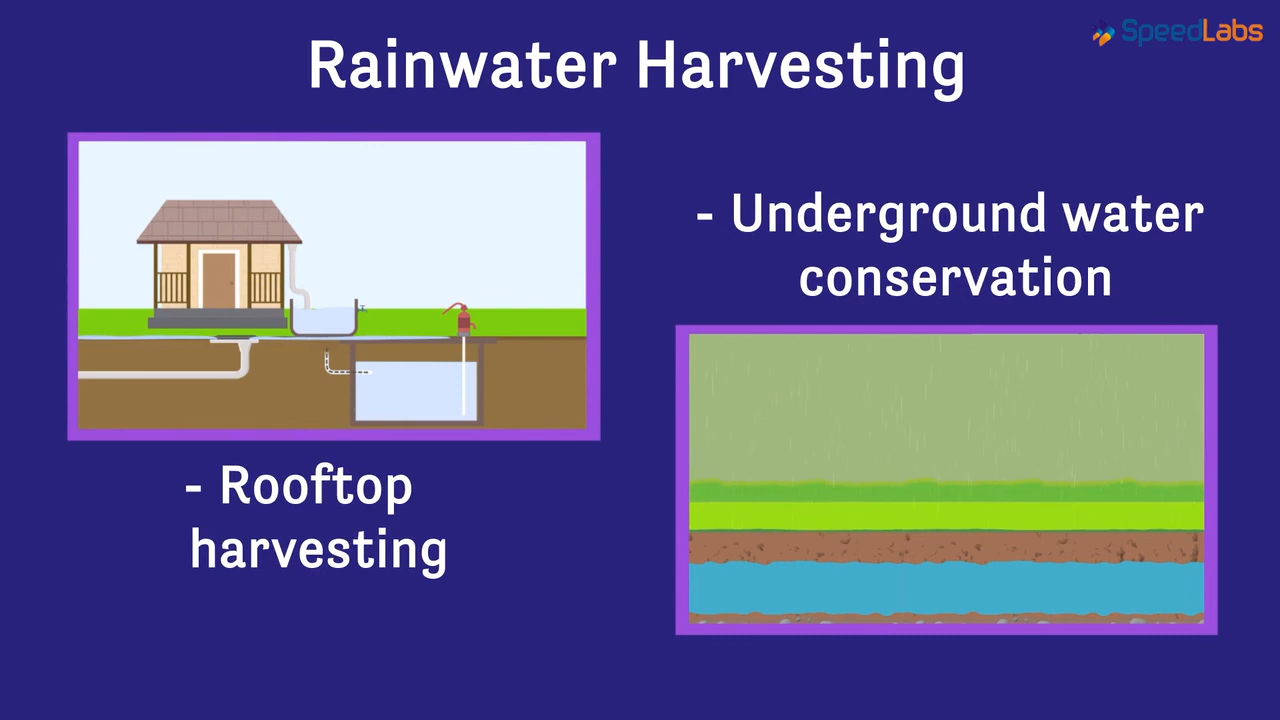 Rainwater Harvesting
SpeedLabs
- Underground water
conservation
- Rooftop
harvesting